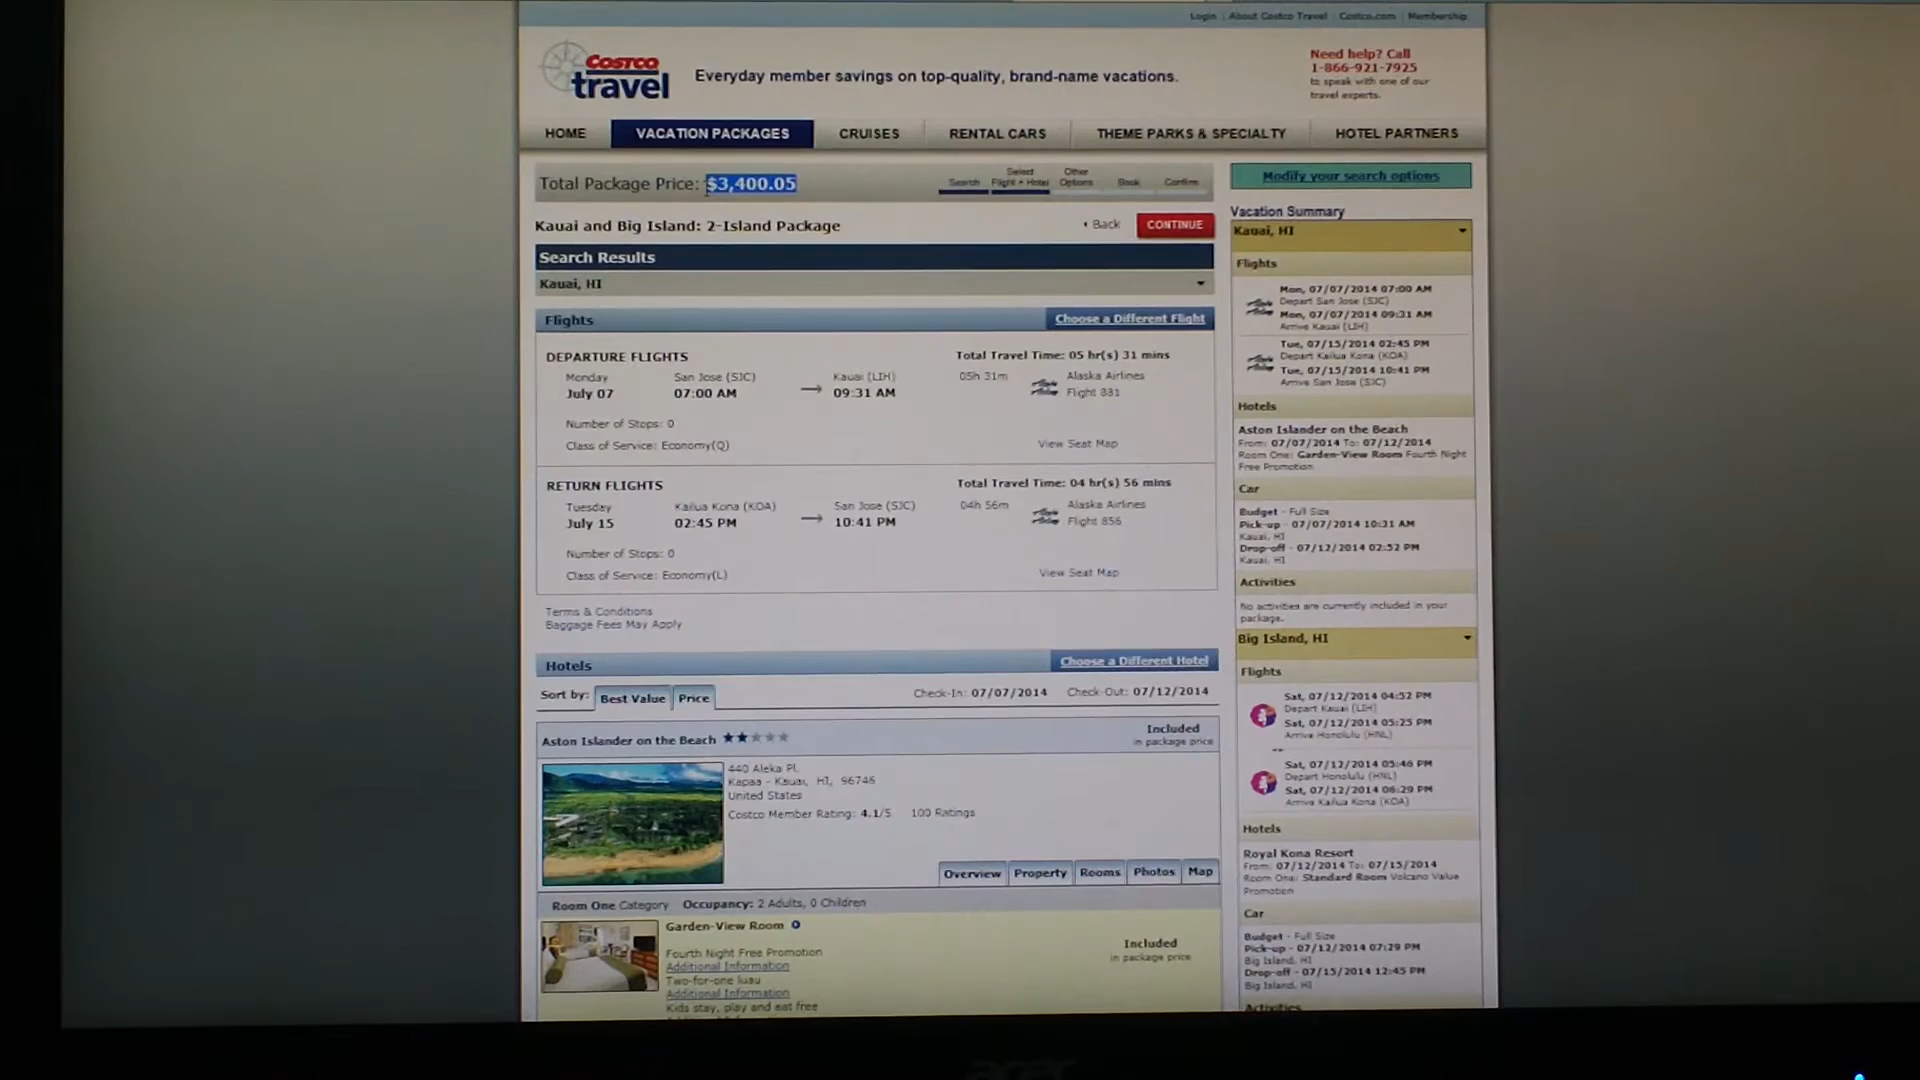 Login | About Costco Travel | Costco.com | Membership
Costco travel
Everyday member savings on top-quality, brand-name vacations.
Need help? Call
1-866-921-7925
to speak with one of our
travel experts.
HOME
VACATION PACKAGES
CRUISES
RENTAL CARS
THEME PARKS & SPECIALTY
HOTEL PARTNERS
Total Package Price: $3,400.05
Search
Select Flight + Hotel
Other Options
Book
Confirm
Kauai and Big Island: 2-Island Package
Back
CONTINUE
Search Results
Kauai, HI
Flights
Choose a Different Flight
DEPARTURE FLIGHTS
Total Travel Time: 05 hr(s) 31 mins
Monday San Jose (SJC) Kauai (LIH) 05h 31m Alaska Airlines
July 07 07:00 AM 09:31 AM Flight 881
Number of Stops: 0
Class of Service: Economy(Q)
View Seat Map
RETURN FLIGHTS
Total Travel Time: 04 hr(s) 56 mins
Tuesday Kailua Kona (KOA) San Jose (SJC) 04h 56m Alaska Airlines
July 15 02:45 PM 10:41 PM Flight 856
Number of Stops: 0
Class of Service: Economy(L)
View Seat Map
Terms & Conditions
Baggage Fees May Apply
Hotels
Choose a Different Hotel
Sort by: Best Value Price
Check-In: 07/07/2014 Check-Out: 07/12/2014
Aston Islander on the Beach
Included
in package price
440 Aleka Pl.
Kapaa - Kauai, HI, 96746
United States
Costco Member Rating: 4.1/5 100 Ratings
Overview Property Rooms Photos Map
Room One Category Occupancy: 2 Adults, 0 Children
Garden-View Room
Fourth Night Free Promotion
Additional Information
Two-for-one luau
Additional Information
Kids stay, play and eat free
Included
in package price
Modify your search options
Vacation Summary
Kauai, HI
Flights
Mon, 07/07/2014 07:00 AM
Depart San Jose (SJC)
Mon, 07/07/2014 09:31 AM
Arrive Kauai (LIH)
Tue, 07/15/2014 02:45 PM
Depart Kailua Kona (KOA)
Tue, 07/15/2014 10:41 PM
Arrive San Jose (SJC)
Hotels
Aston Islander on the Beach
From: 07/07/2014 To: 07/12/2014
Room One: Garden-View Room Fourth Night
Free Promotion
Car
Budget - Full Size
Pick-up - 07/07/2014 10:31 AM
Kauai, HI
Drop-off - 07/12/2014 02:52 PM
Kauai, HI
Activities
No activities are currently included in your
package.
Big Island, HI
Flights
Sat, 07/12/2014 04:52 PM
Depart Kauai (LIH)
Sat, 07/12/2014 05:25 PM
Arrive Honolulu (HNL)
Sat, 07/12/2014 05:46 PM
Depart Honolulu (HNL)
Sat, 07/12/2014 06:29 PM
Arrive Kailua Kona (KOA)
Hotels
Royal Kona Resort
From: 07/12/2014 To: 07/15/2014
Room One: Standard Room Volcano Value
Promotion
Car
Budget - Full Size
Pick-up - 07/12/2014 07:29 PM
Big Island, HI
Drop-off - 07/15/2014 12:45 PM
Big Island, HI
Activities
acer